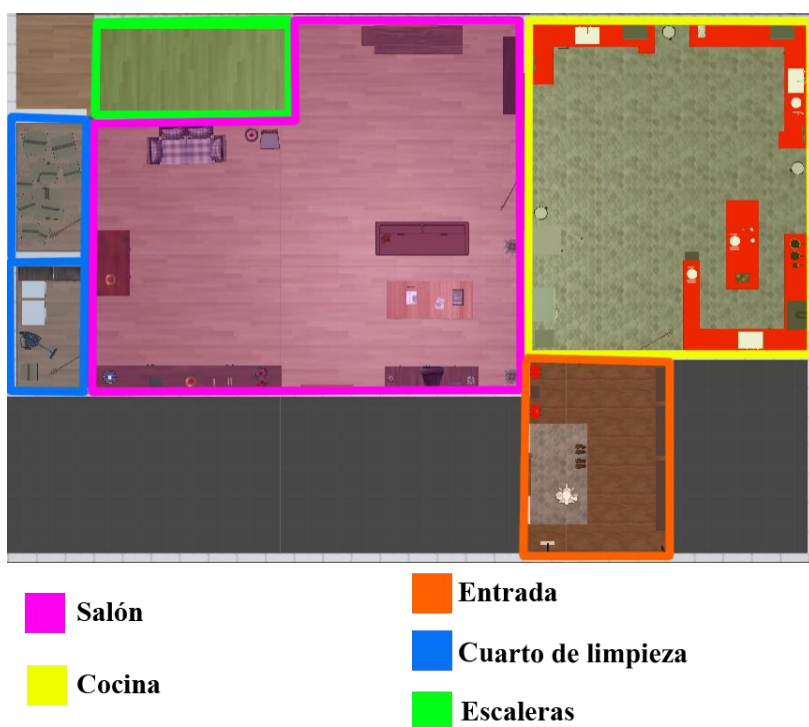 Salón
Cocina
Entrada
Cuarto de limpieza
Escaleras